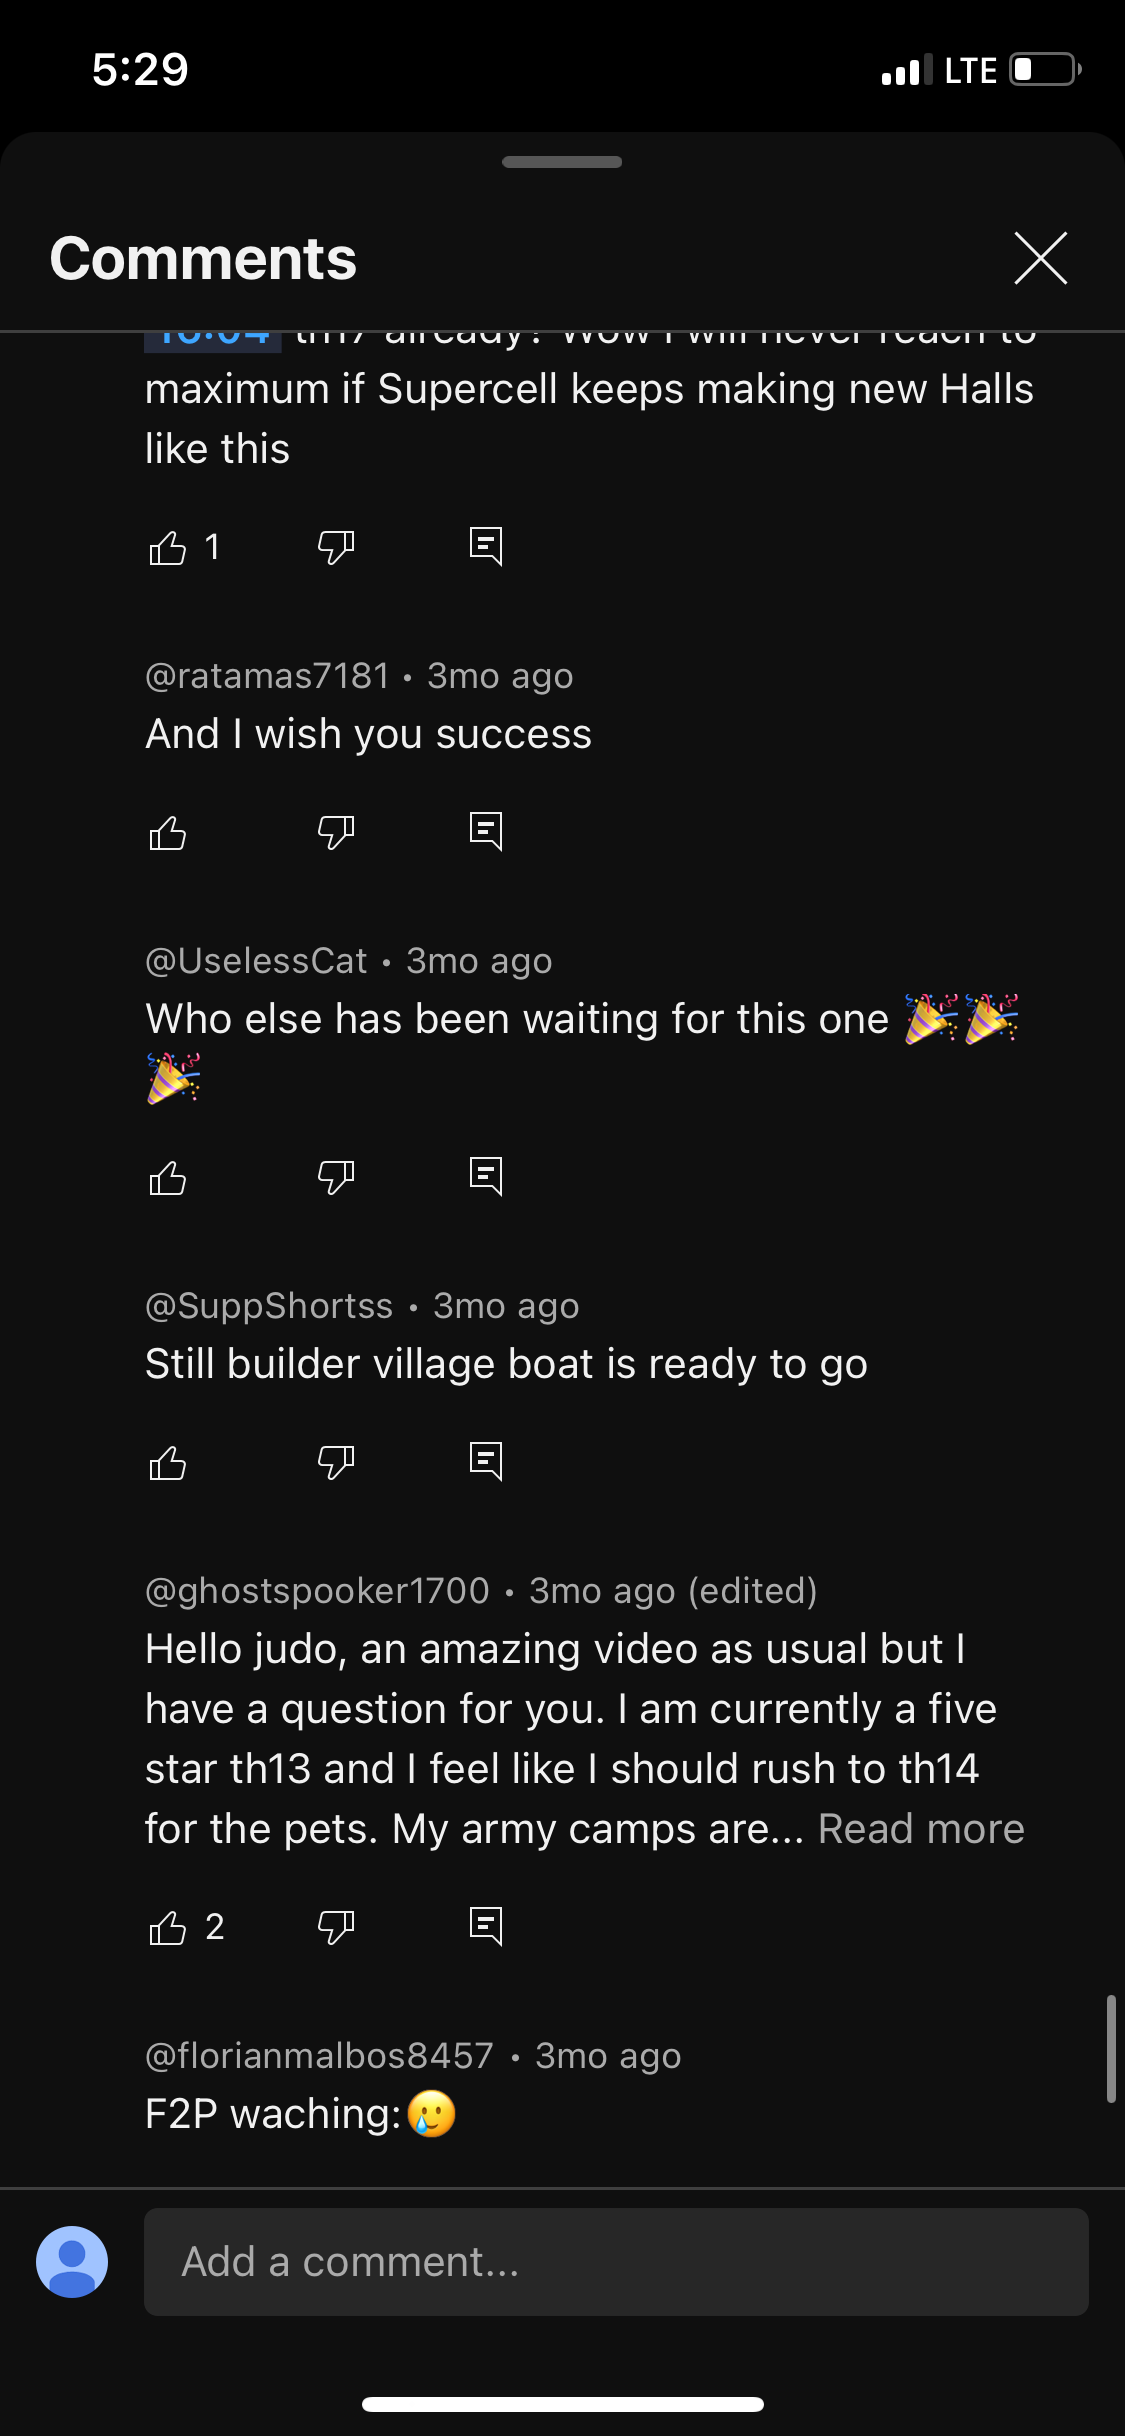 5:29
LTE
Comments
th17 already? Wow I will never reach to
maximum if Supercell keeps making new Halls
like this
1
@ratamas7181 • 3mo ago
And I wish you success
@UselessCat • 3mo ago
Who else has been waiting for this one 🎉🎉
🎉
@SuppShortss • 3mo ago
Still builder village boat is ready to go
@ghostspooker1700 • 3mo ago (edited)
Hello judo, an amazing video as usual but I
have a question for you. I am currently a five
star th13 and I feel like I should rush to th14
for the pets. My army camps are... Read more
2
@florianmalbos8457 • 3mo ago
F2P waching:🥲
Add a comment...